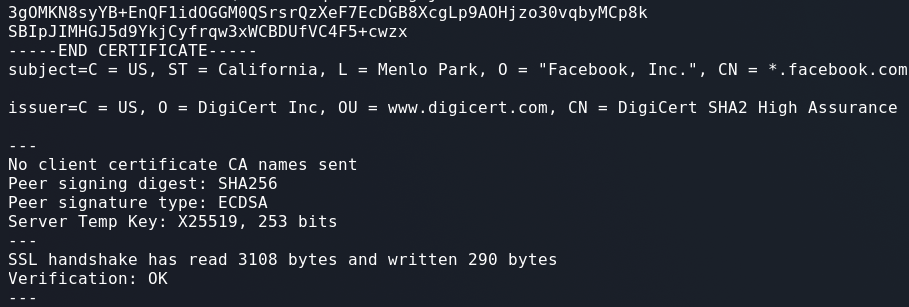 3gOMKN8syYB+EnQF1idOGGM0QSrsrQzXeF7EcDGB8XcgLp9AOHjzo30vqbyMCp8k
SBIpJIMHGJ5d9YkjCyfrqw3xWCBDUfVC4F5+cwzx
-----END CERTIFICATE-----
subject=C = US, ST = California, L = Menlo Park, O = "Facebook, Inc.", CN = *.facebook.com
issuer=C = US, O = DigiCert Inc, OU = www.digicert.com, CN = DigiCert SHA2 High Assurance
---
No client certificate CA names sent
Peer signing digest: SHA256
Peer signature type: ECDSA
Server Temp Key: X25519, 253 bits
---
SSL handshake has read 3108 bytes and written 290 bytes
Verification: OK
---